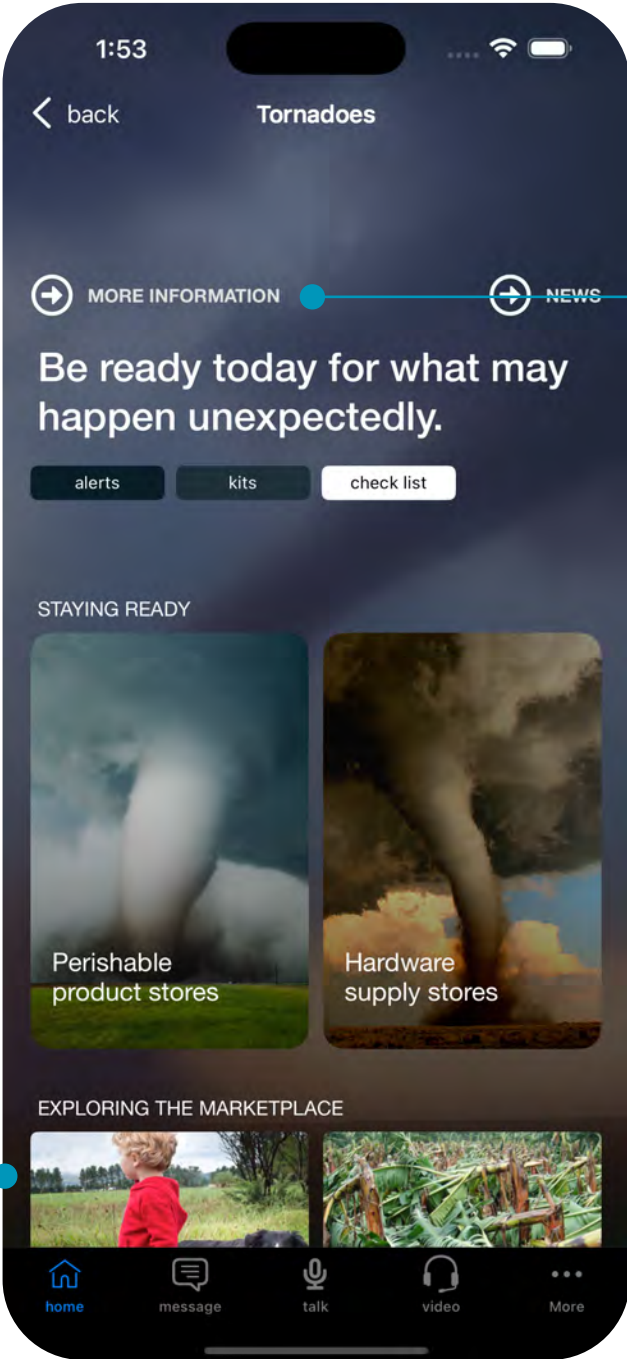 1:53
back
Tornadoes
MORE INFORMATION
NEWS
Be ready today for what may
happen unexpectedly.
alerts
kits
check list
STAYING READY
Perishable
product stores
Hardware
supply stores
EXPLORING THE MARKETPLACE
home
message
talk
video
More